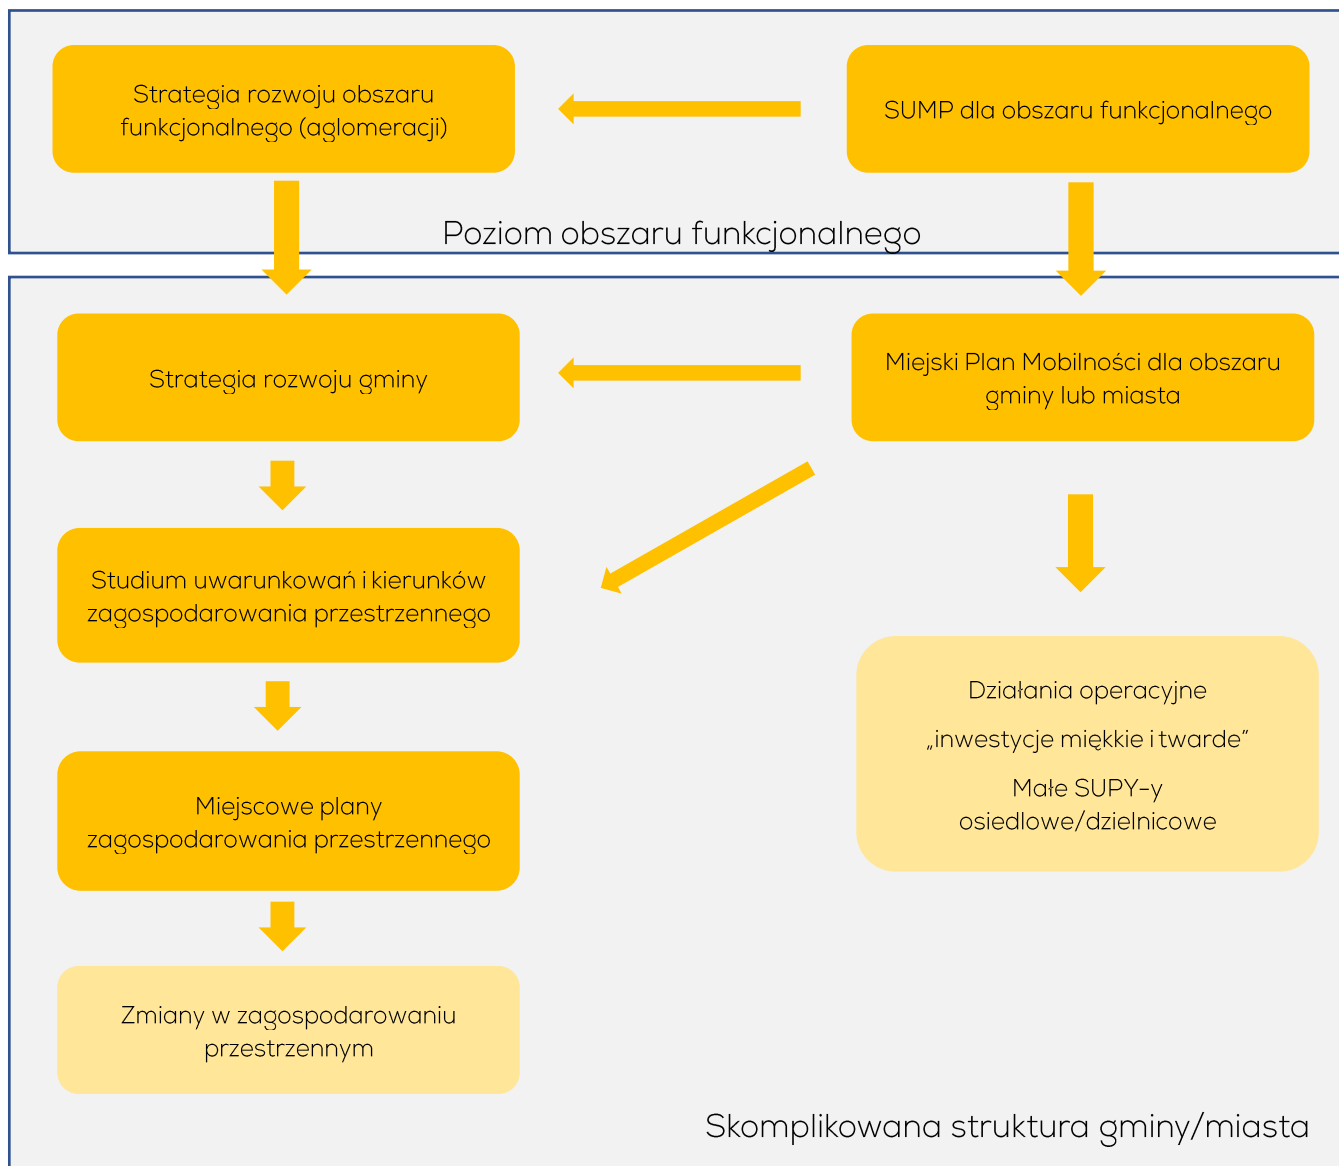 Strategia rozwoju obszaru
funkcjonalnego (aglomeracji)
SUMP dla obszaru funkcjonalnego
Poziom obszaru funkcjonalnego
Strategia rozwoju gminy
Miejski Plan Mobilności dla obszaru
gminy lub miasta
Studium uwarunkowań i kierunków
zagospodarowania przestrzennego
Działania operacyjne
„inwestycje miękkie i twarde”
Małe SUPY-y
osiedlowe/dzielnicowe
Miejscowe plany
zagospodarowania przestrzennego
Zmiany w zagospodarowaniu
przestrzennym
Skomplikowana struktura gminy/miasta